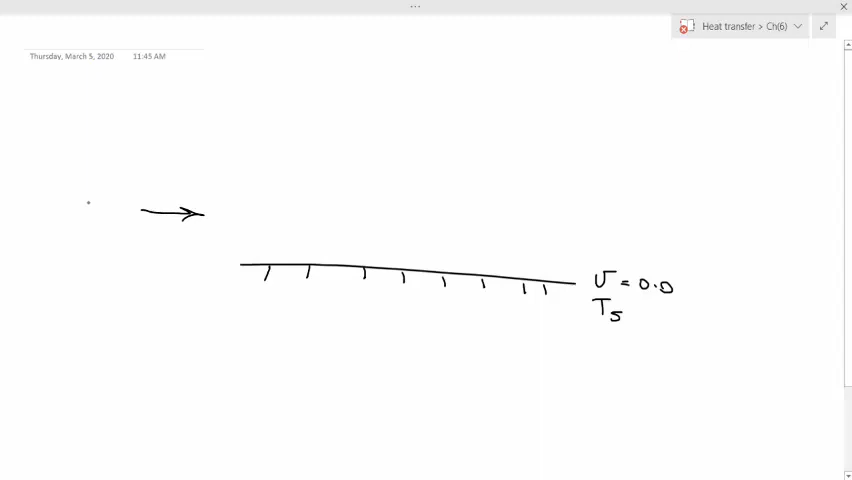 ...
Heat transfer > Ch(6)
Thursday, March 5, 2020 11:45 AM
v = 0.0
Ts